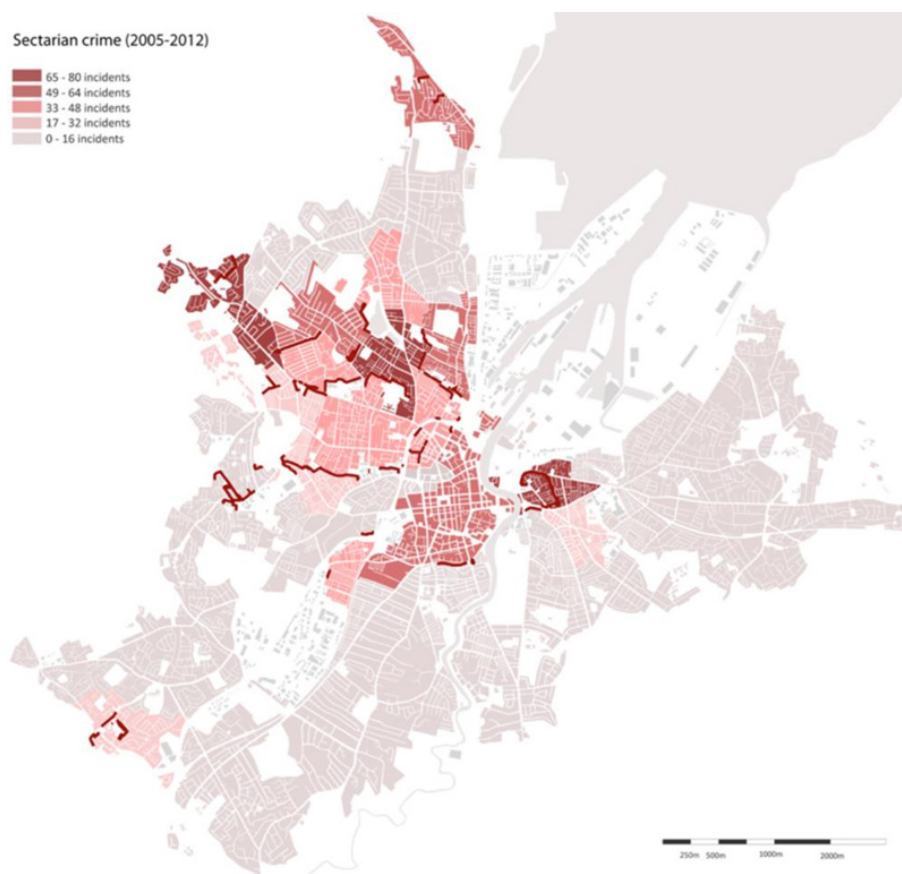 Sectarian crime (2005-2012)
65 - 80 incidents
49 - 64 incidents
33 - 48 incidents
17 - 32 incidents
0 - 16 incidents
250m 500m 1000m 2000m